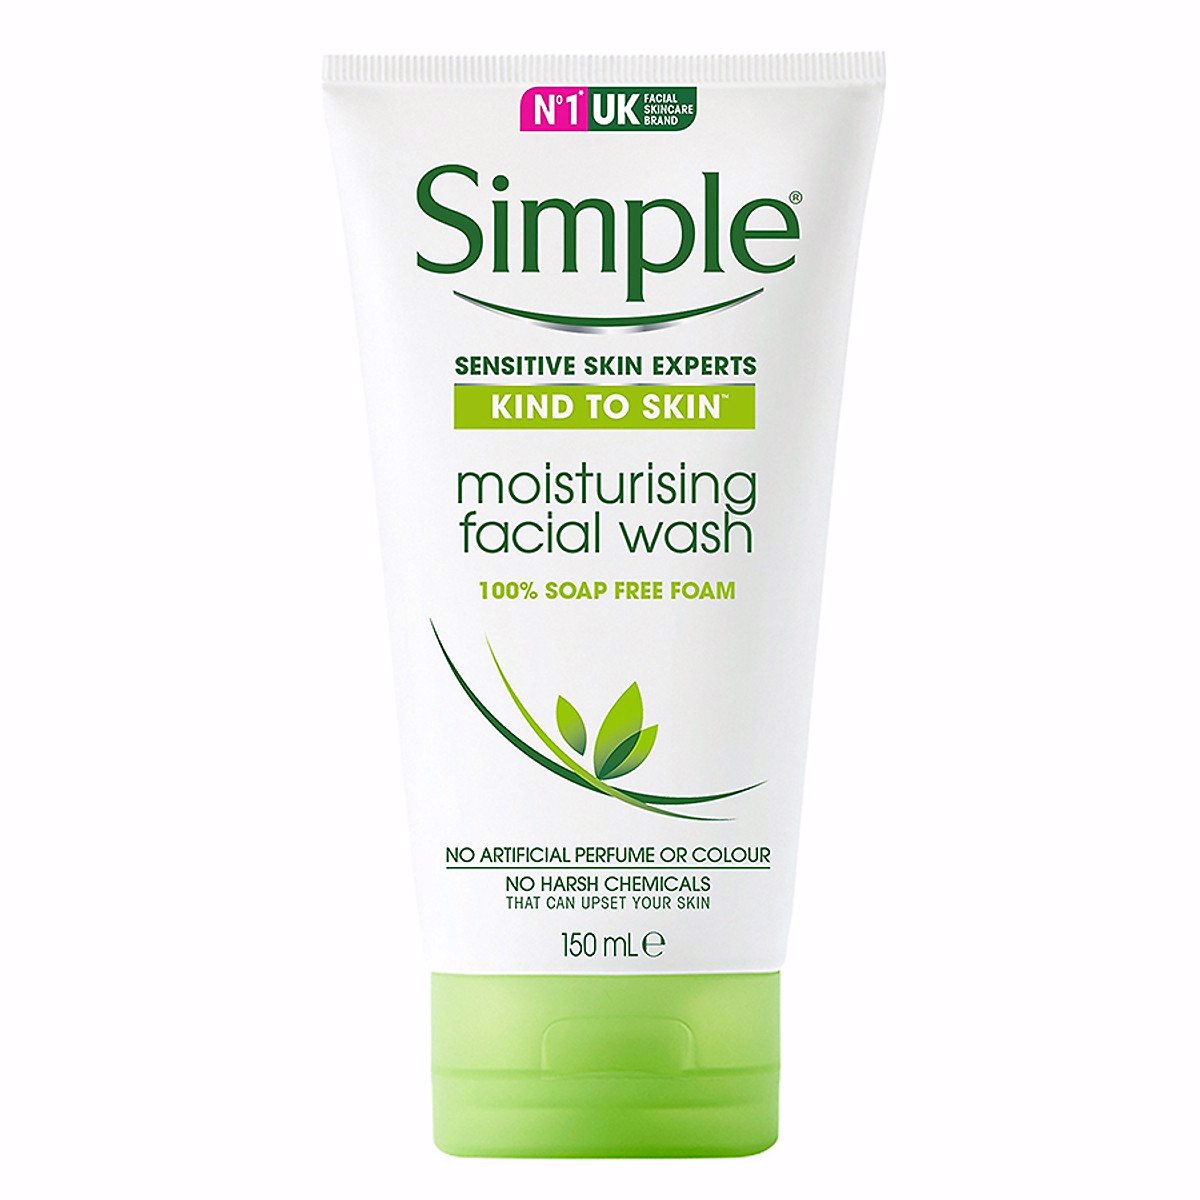 Nº1* UK FACIAL
SKINCARE
BRAND
Simple®
SENSITIVE SKIN EXPERTS
KIND TO SKIN™
moisturising
facial wash
100% SOAP FREE FOAM
NO ARTIFICIAL PERFUME OR COLOUR
NO HARSH CHEMICALS
THAT CAN UPSET YOUR SKIN
150 mL℮